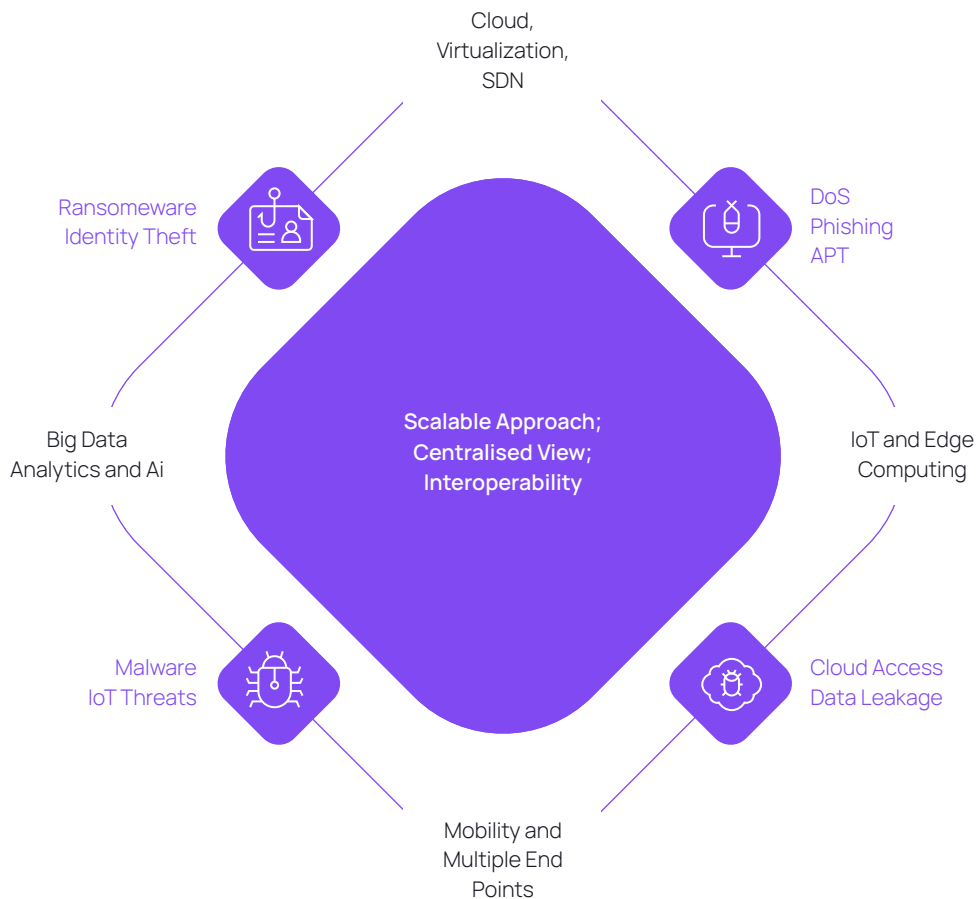 Cloud,
Virtualization,
SDN
Ransomeware
Identity Theft
DoS
Phishing
APT
Scalable Approach;
Centralised View;
Interoperability
Big Data
Analytics and Ai
IoT and Edge
Computing
Malware
IoT Threats
Cloud Access
Data Leakage
Mobility and
Multiple End
Points